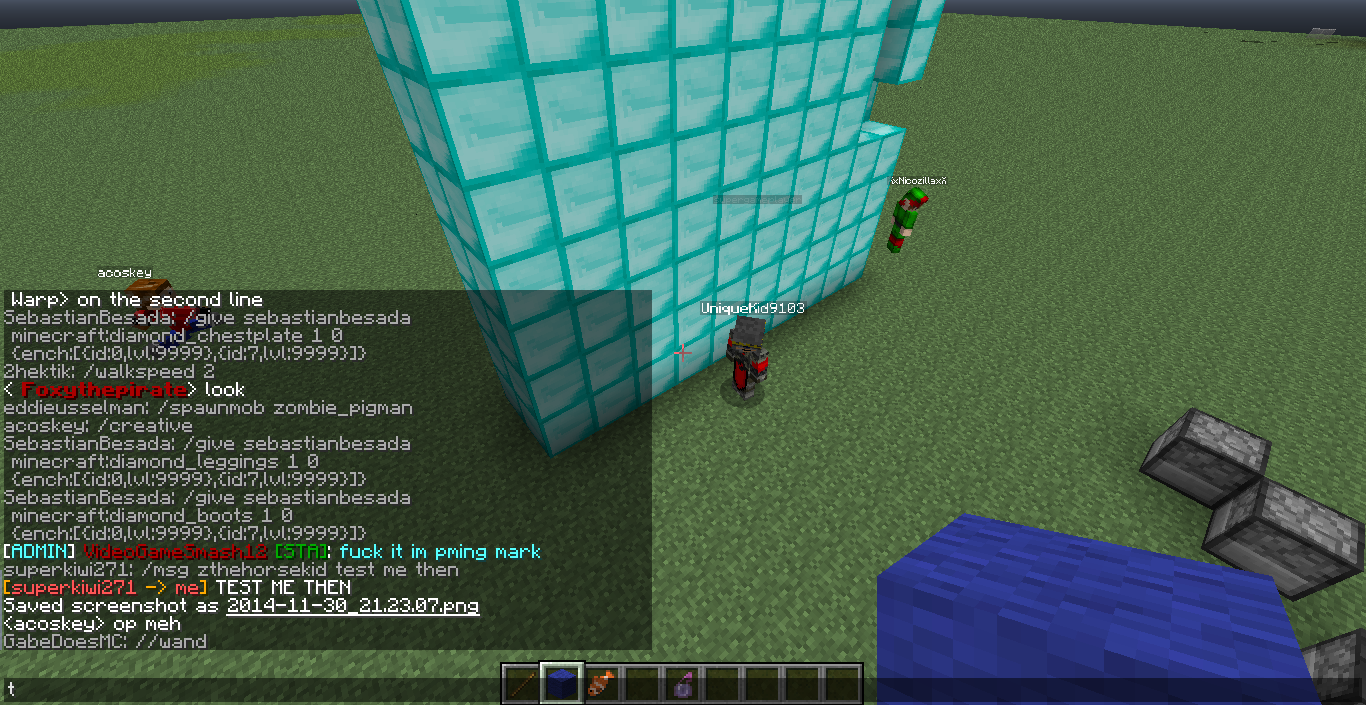 xNicozillaxX
acoskey
UniqueKid9103
Warp> on the second line
SebastianBesada: /give sebastianbesada
minecraft:diamond_chestplate 1 0
{ench:[{id:0,lvl:9999},{id:7,lvl:9999}]}
2hektik: /walkspeed 2
< Foxythepirate> look
eddieusselman: /spawnmob zombie_pigman
acoskey: /creative
SebastianBesada: /give sebastianbesada
minecraft:diamond_leggings 1 0
{ench:[{id:0,lvl:9999},{id:7,lvl:9999}]}
SebastianBesada: /give sebastianbesada
minecraft:diamond_boots 1 0
{ench:[{id:0,lvl:9999},{id:7,lvl:9999}]}
[ADMIN] VideoGameSmash12 [STA]: fuck it im pming mark
superkiwi271: /msg zthehorsekid test me then
[superkiwi271 -> me] TEST ME THEN
Saved screenshot as 2014-11-30_21.23.07.png
<acoskey> op meh
GabeDoesMC: //wand
t